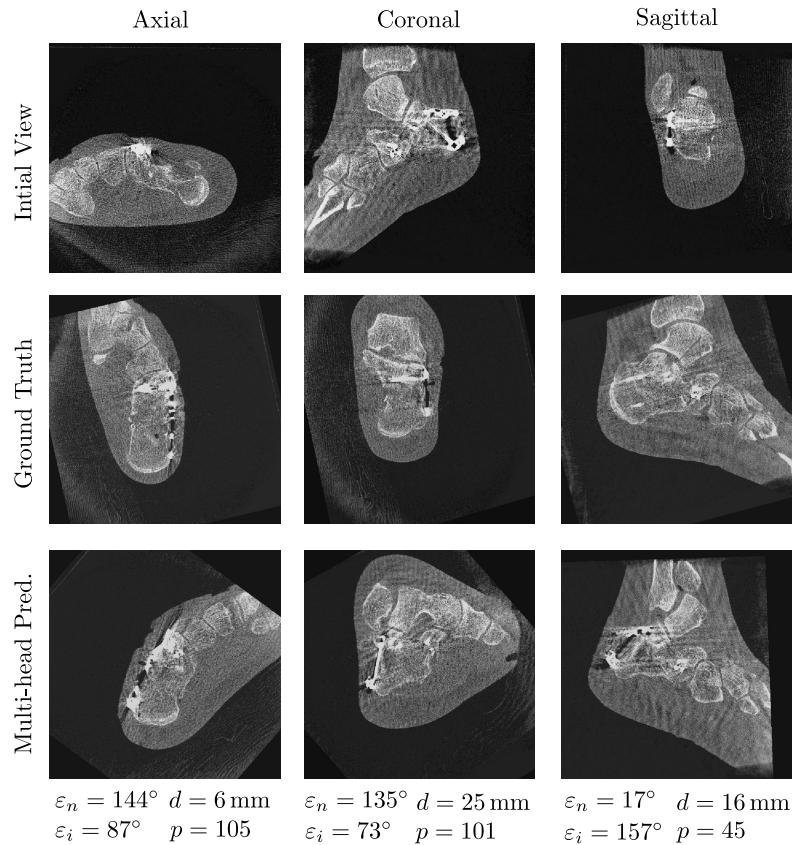 Axial Coronal Sagittal
Intial View
Ground Truth
Multi-head Pred.
εₙ = 144° d = 6 mm εₙ = 135° d = 25 mm εₙ = 17° d = 16 mm
εᵢ = 87° p = 105 εᵢ = 73° p = 101 εᵢ = 157° p = 45